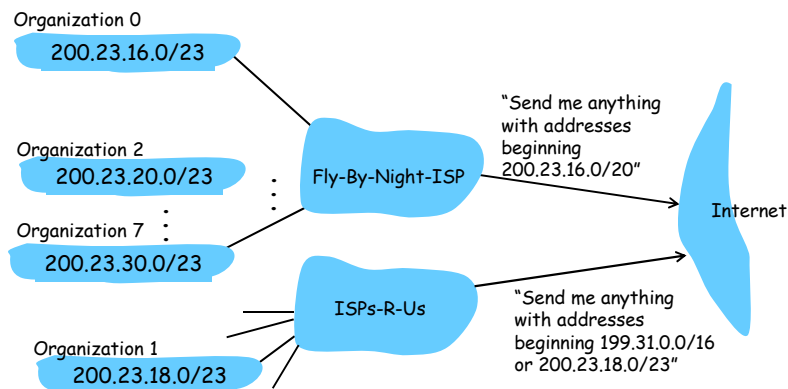 Organization 0
200.23.16.0/23
Organization 2
200.23.20.0/23
Organization 7
200.23.30.0/23
Organization 1
200.23.18.0/23
Fly-By-Night-ISP
ISPs-R-Us
“Send me anything
with addresses
beginning
200.23.16.0/20”
“Send me anything
with addresses
beginning 199.31.0.0/16
or 200.23.18.0/23”
Internet